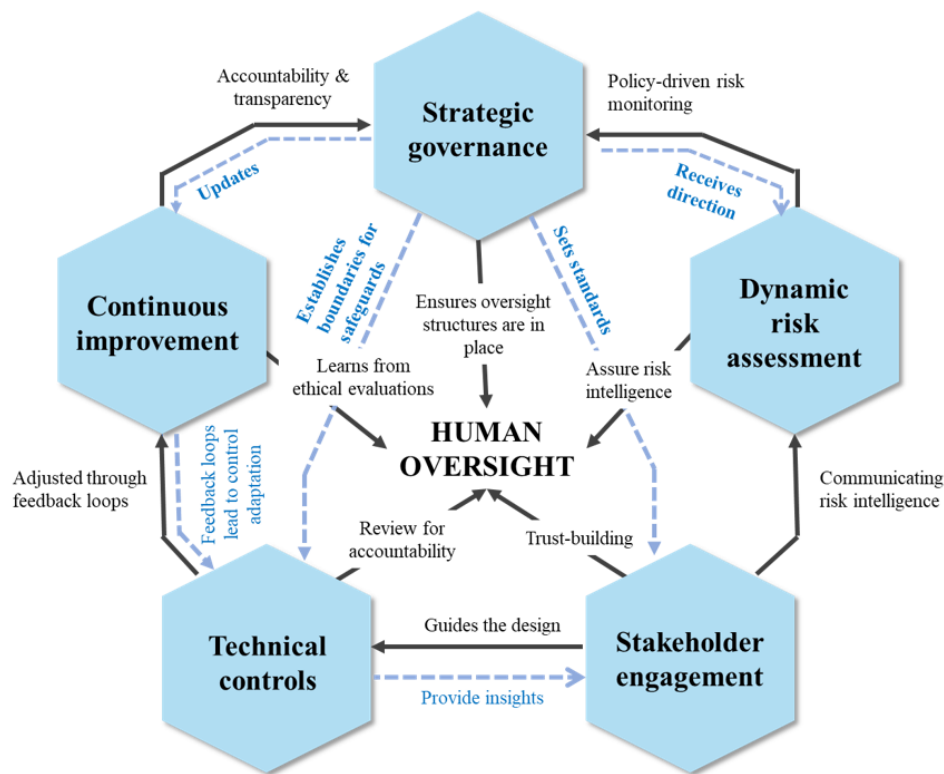 Accountability &
transparency
Strategic
governance
Policy-driven risk
monitoring
Updates
Receives
direction
Establishes
boundaries for
safeguards
Sets standards
Continuous
improvement
Ensures oversight
structures are in
place
Dynamic
risk
assessment
Learns from
ethical evaluations
Assure risk
intelligence
HUMAN
OVERSIGHT
Adjusted through
feedback loops
Feedback loops
lead to control
adaptation
Communicating
risk intelligence
Review for
accountability
Trust-building
Technical
controls
Guides the design
Provide insights
Stakeholder
engagement